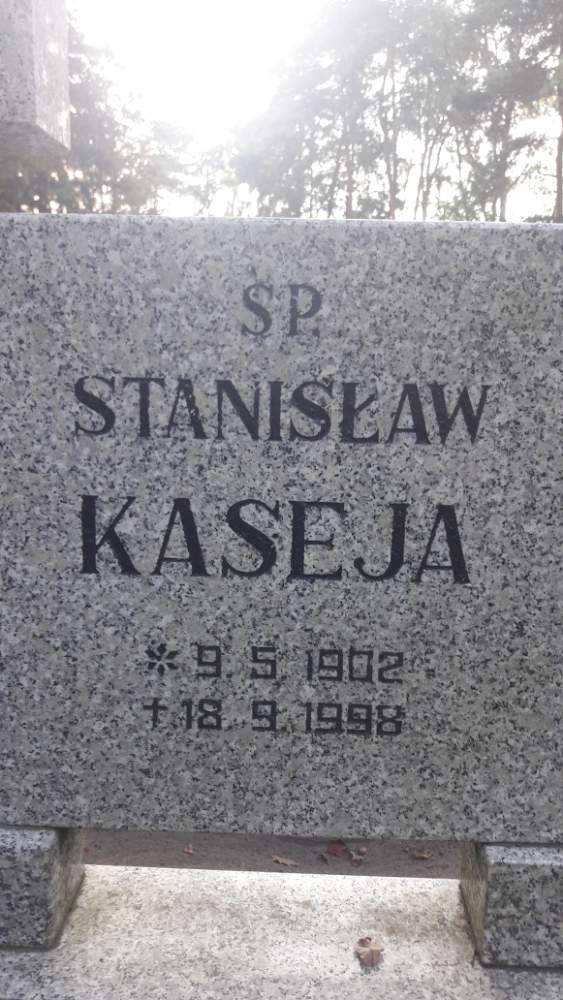 SP.
STANISŁAW
KASEJA
* 9. 5. 1902
† 18. 9. 1998